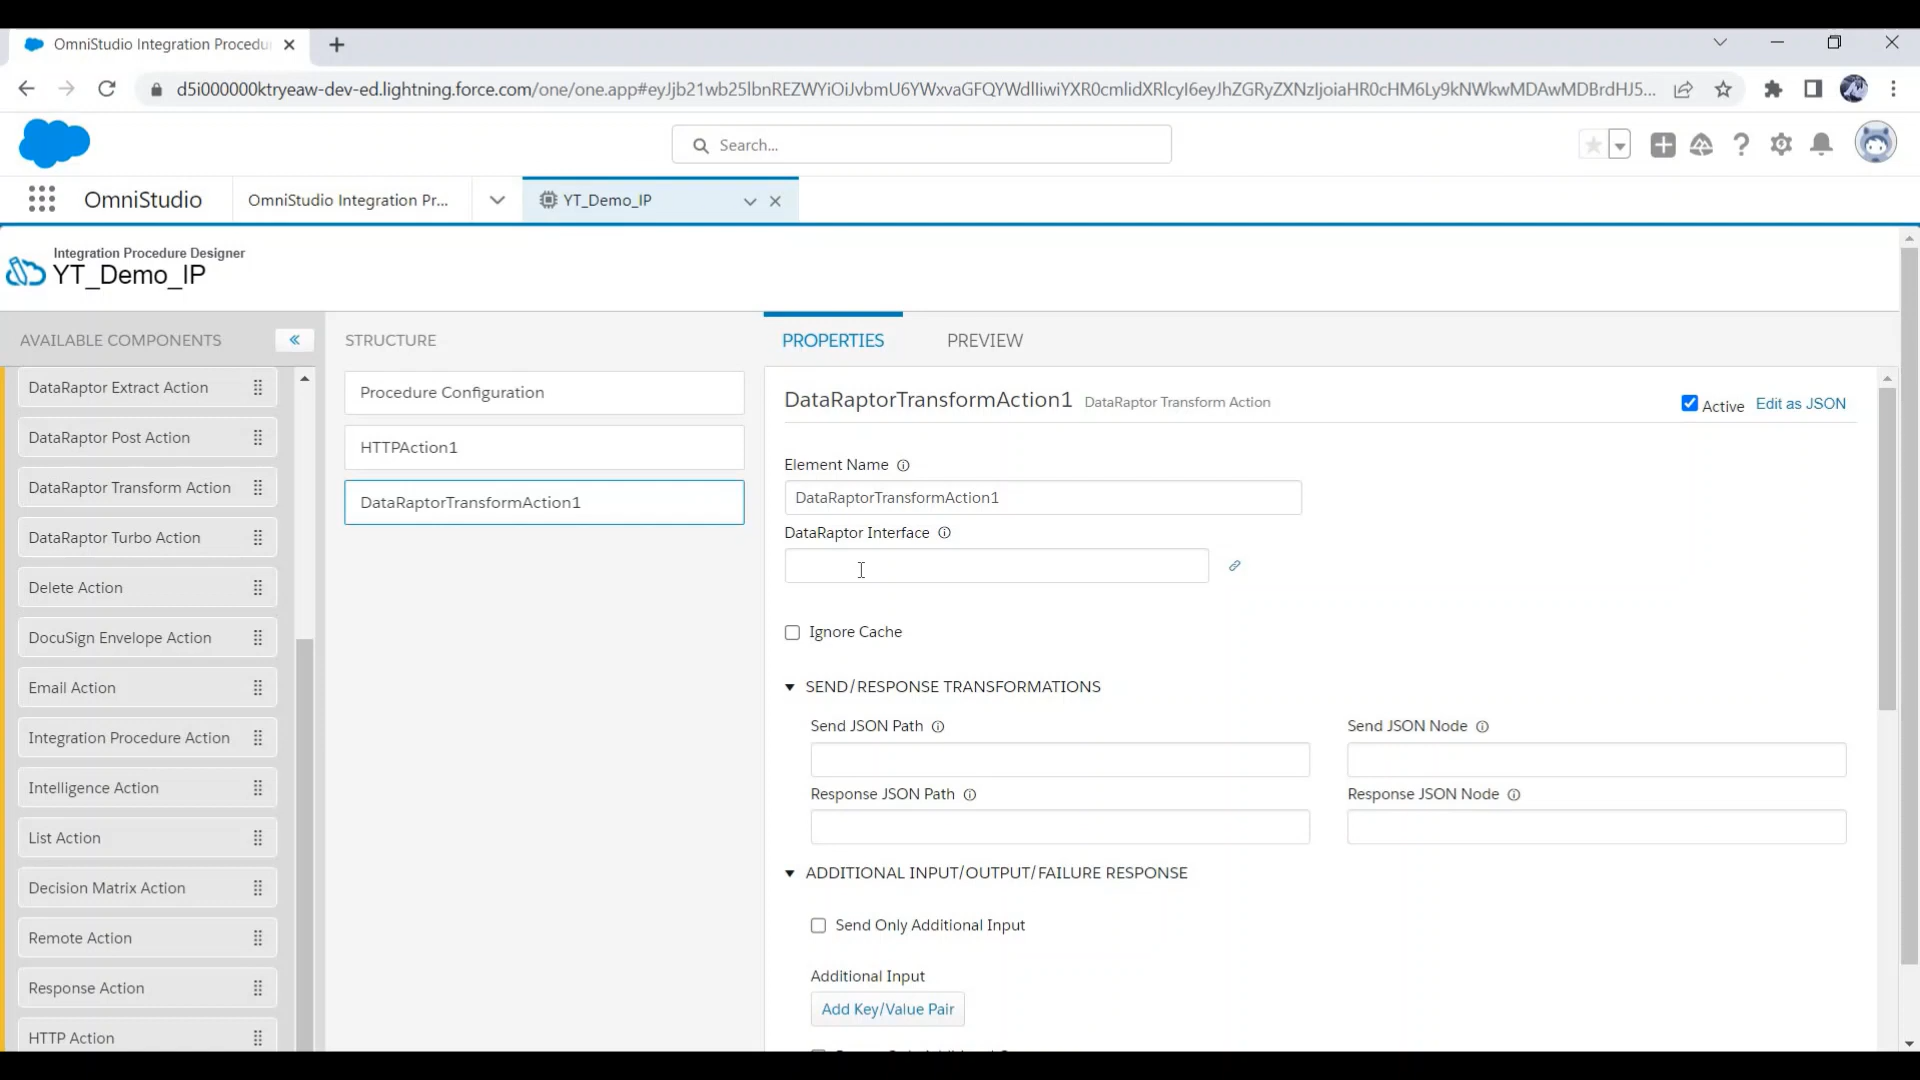 OmniStudio Integration Procedu
d5i000000ktryeaw-dev-ed.lightning.force.com/one/one.app#eyJjb21wb25lbnREZWYiOiJvbmU6YWxvaGFQYWdlIiwiYXR0cmlidXRlcyI6eyJhZGRyZXNzIjoiaHR0cHM6Ly9kNWkwMDAwMDBrdHJ5...
Search...
OmniStudio
OmniStudio Integration Pr...
YT_Demo_IP
Integration Procedure Designer
YT_Demo_IP
AVAILABLE COMPONENTS
STRUCTURE
PROPERTIES
PREVIEW
DataRaptor Extract Action
DataRaptor Post Action
DataRaptor Transform Action
DataRaptor Turbo Action
Delete Action
DocuSign Envelope Action
Email Action
Integration Procedure Action
Intelligence Action
List Action
Decision Matrix Action
Remote Action
Response Action
HTTP Action
Procedure Configuration
HTTPAction1
DataRaptorTransformAction1
DataRaptorTransformAction1 DataRaptor Transform Action
Active Edit as JSON
Element Name
DataRaptorTransformAction1
DataRaptor Interface
Ignore Cache
SEND/RESPONSE TRANSFORMATIONS
Send JSON Path
Send JSON Node
Response JSON Path
Response JSON Node
ADDITIONAL INPUT/OUTPUT/FAILURE RESPONSE
Send Only Additional Input
Additional Input
Add Key/Value Pair